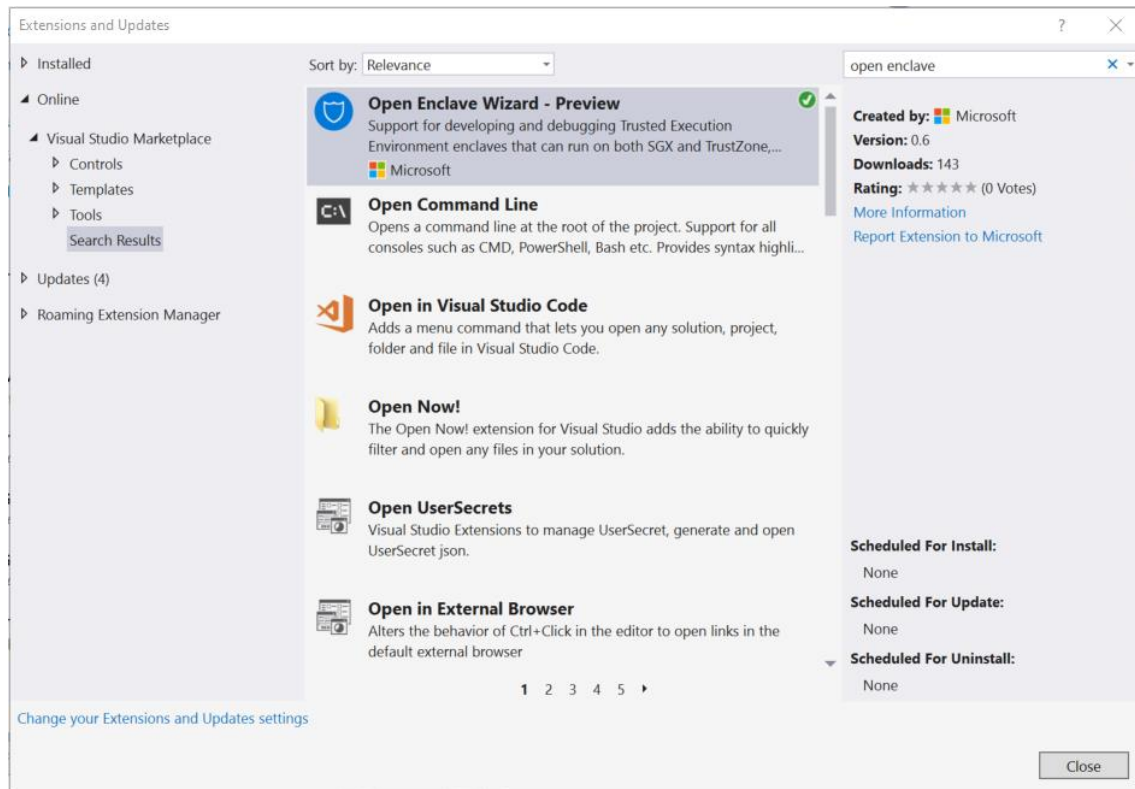 Extensions and Updates
?
Installed
Online
Visual Studio Marketplace
Controls
Templates
Tools
Search Results
Updates (4)
Roaming Extension Manager
Sort by: Relevance
Open Enclave Wizard - Preview
Support for developing and debugging Trusted Execution
Environment enclaves that can run on both SGX and TrustZone,...
Microsoft
C:\
Open Command Line
Opens a command line at the root of the project. Support for all
consoles such as CMD, PowerShell, Bash etc. Provides syntax highli...
Open in Visual Studio Code
Adds a menu command that lets you open any solution, project,
folder and file in Visual Studio Code.
Open Now!
The Open Now! extension for Visual Studio adds the ability to quickly
filter and open any files in your solution.
Open UserSecrets
Visual Studio Extensions to manage UserSecret, generate and open
UserSecret json.
Open in External Browser
Alters the behavior of Ctrl+Click in the editor to open links in the
default external browser
1 2 3 4 5
open enclave
Created by: Microsoft
Version: 0.6
Downloads: 143
Rating: ★★★★★ (0 Votes)
More Information
Report Extension to Microsoft
Scheduled For Install:
None
Scheduled For Update:
None
Scheduled For Uninstall:
None
Change your Extensions and Updates settings
Close